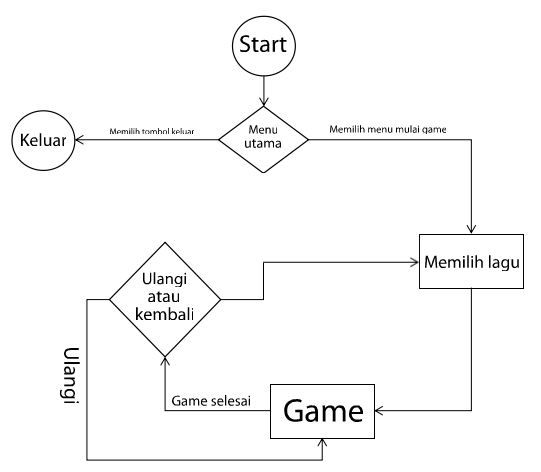 Start
Menu
utama
Memilih tombol keluar
Memilih menu mulai game
Keluar
Memilih lagu
Ulangi
atau
kembali
Ulangi
Game selesai
Game